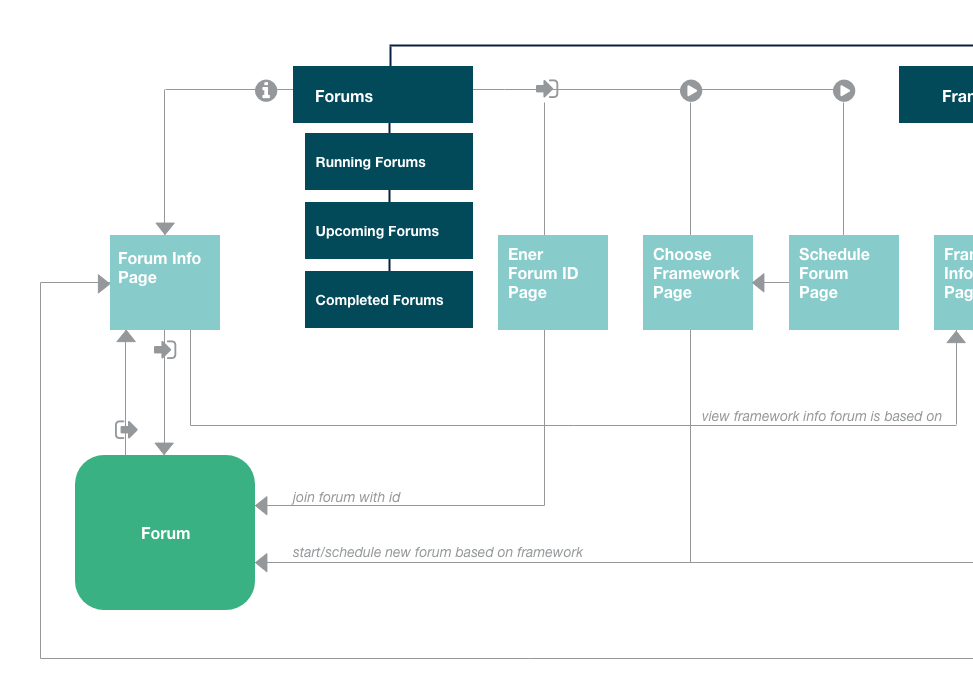 Forums
Fran
Running Forums
Upcoming Forums
Completed Forums
Forum Info
Page
Ener
Forum ID
Page
Choose
Framework
Page
Schedule
Forum
Page
Fran
Info
Pag
view framework info forum is based on
join forum with id
Forum
start/schedule new forum based on framework